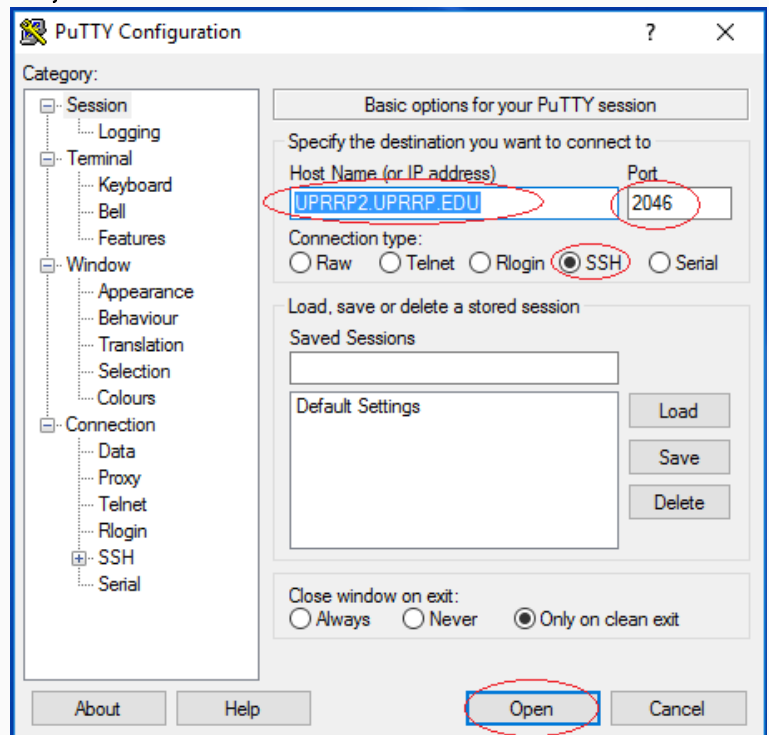 PuTTY Configuration ? X
Category:
Session
Logging
Terminal
Keyboard
Bell
Features
Window
Appearance
Behaviour
Translation
Selection
Colours
Connection
Data
Proxy
Telnet
Rlogin
SSH
Serial
Basic options for your PuTTY session
Specify the destination you want to connect to
Host Name (or IP address) Port
UPRRP2.UPRRP.EDU 2046
Connection type:
Raw Telnet Rlogin SSH Serial
Load, save or delete a stored session
Saved Sessions
Default Settings
Load
Save
Delete
Close window on exit:
Always Never Only on clean exit
About Help Open Cancel